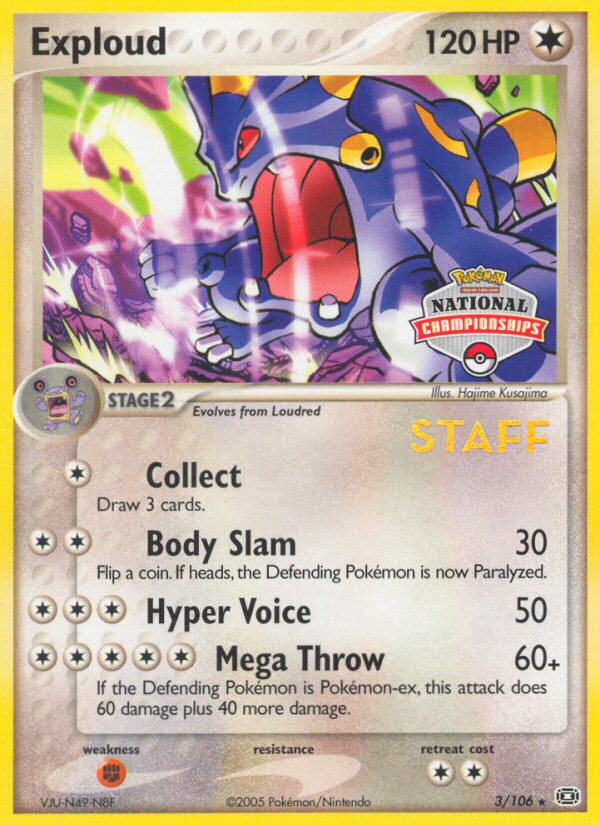 Exploud
120 HP
POKéMON
TRADING CARD GAME
NATIONAL
CHAMPIONSHIPS
Illus. Hajime Kusajima
STAGE2
Evolves from Loudred
STAFF
Collect
Draw 3 cards.
Body Slam 30
Flip a coin. If heads, the Defending Pokémon is now Paralyzed.
Hyper Voice 50
Mega Throw 60+
If the Defending Pokémon is Pokémon-ex, this attack does
60 damage plus 40 more damage.
weakness resistance retreat cost
VJU-N49-N8F ©2005 Pokémon/Nintendo 3/106 ★